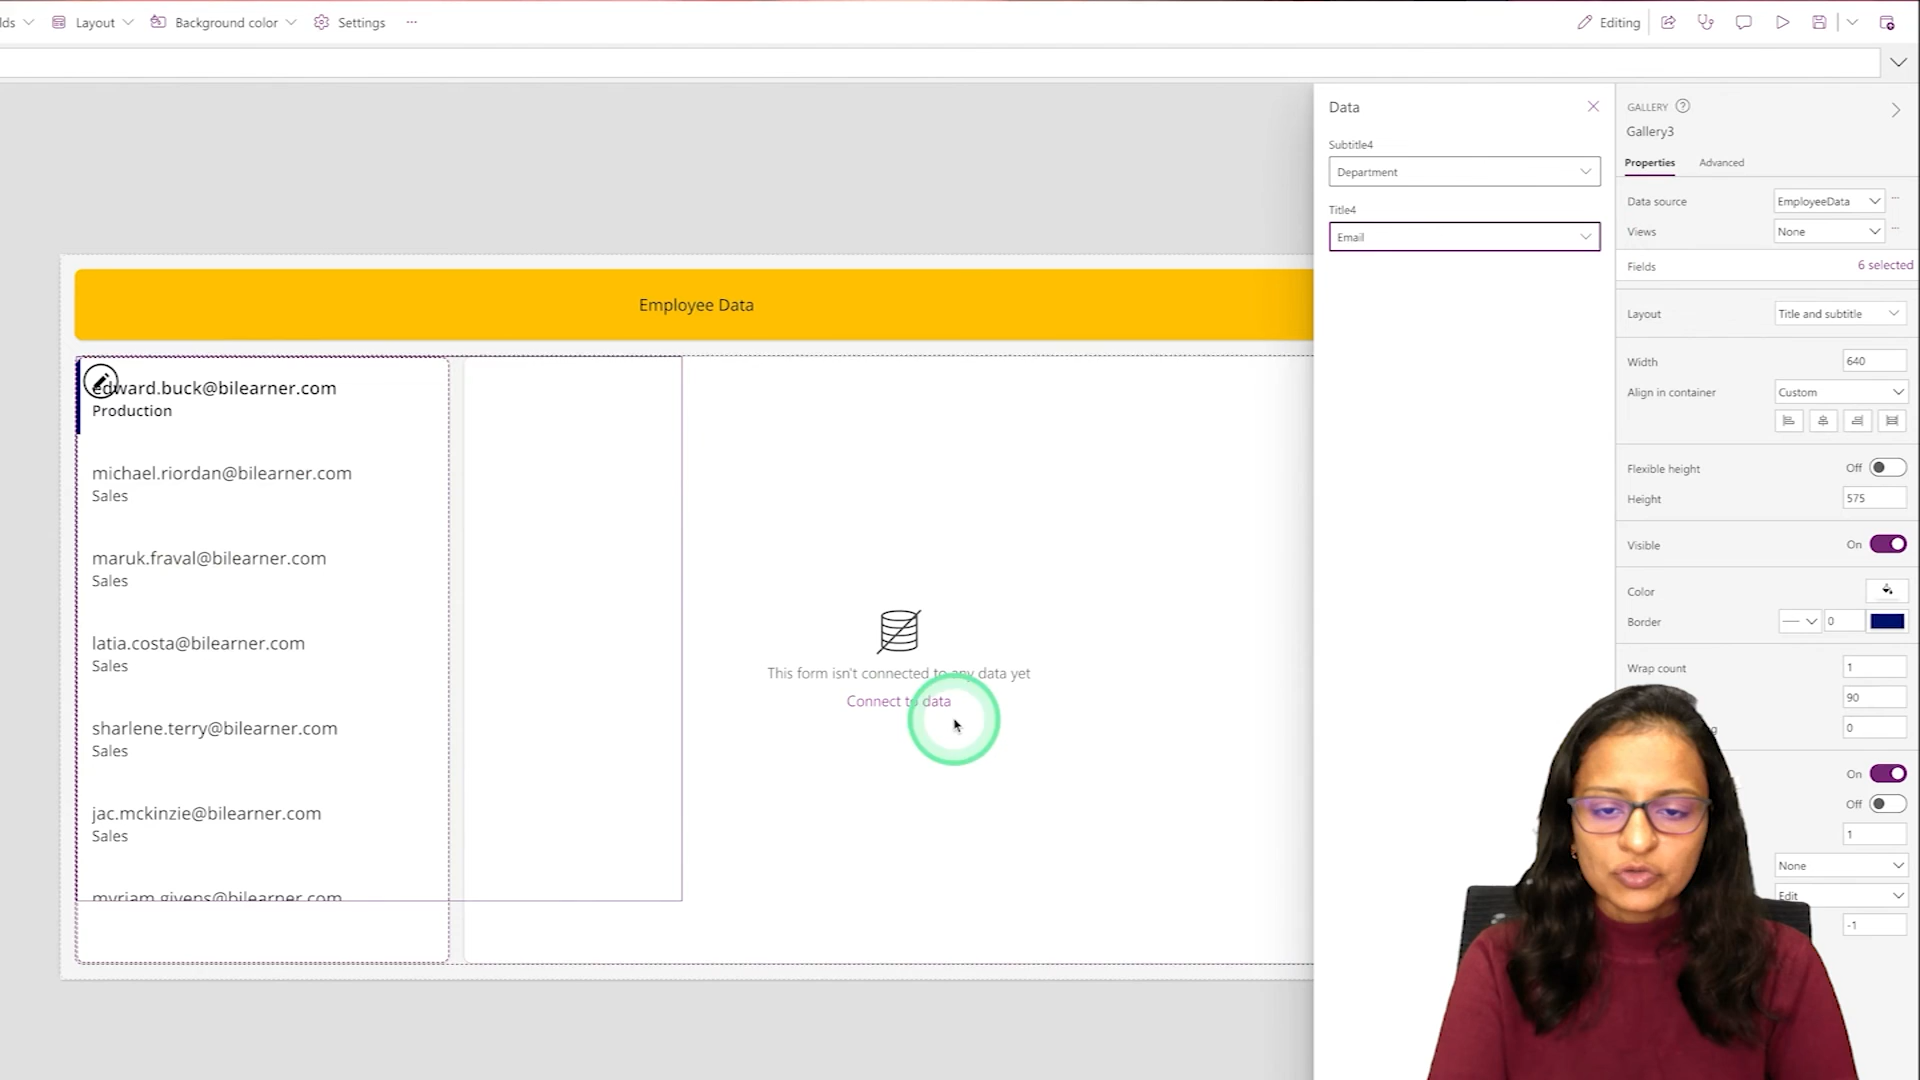 lds
Layout
Background color
Settings
...
Editing
Data
Subtitle4
Department
Title4
Email
GALLERY
Gallery3
Properties
Advanced
Data source
EmployeeData
Views
None
Fields
6 selected
Layout
Title and subtitle
Width
640
Align in container
Custom
Flexible height
Off
Height
575
Visible
On
Color
Border
0
Wrap count
1
90
0
On
Off
1
None
Edit
-1
Employee Data
edward.buck@bilearner.com
Production
michael.riordan@bilearner.com
Sales
maruk.fraval@bilearner.com
Sales
latia.costa@bilearner.com
Sales
sharlene.terry@bilearner.com
Sales
jac.mckinzie@bilearner.com
Sales
myriam.givens@bilearner.com
This form isn't connected to any data yet
Connect to data